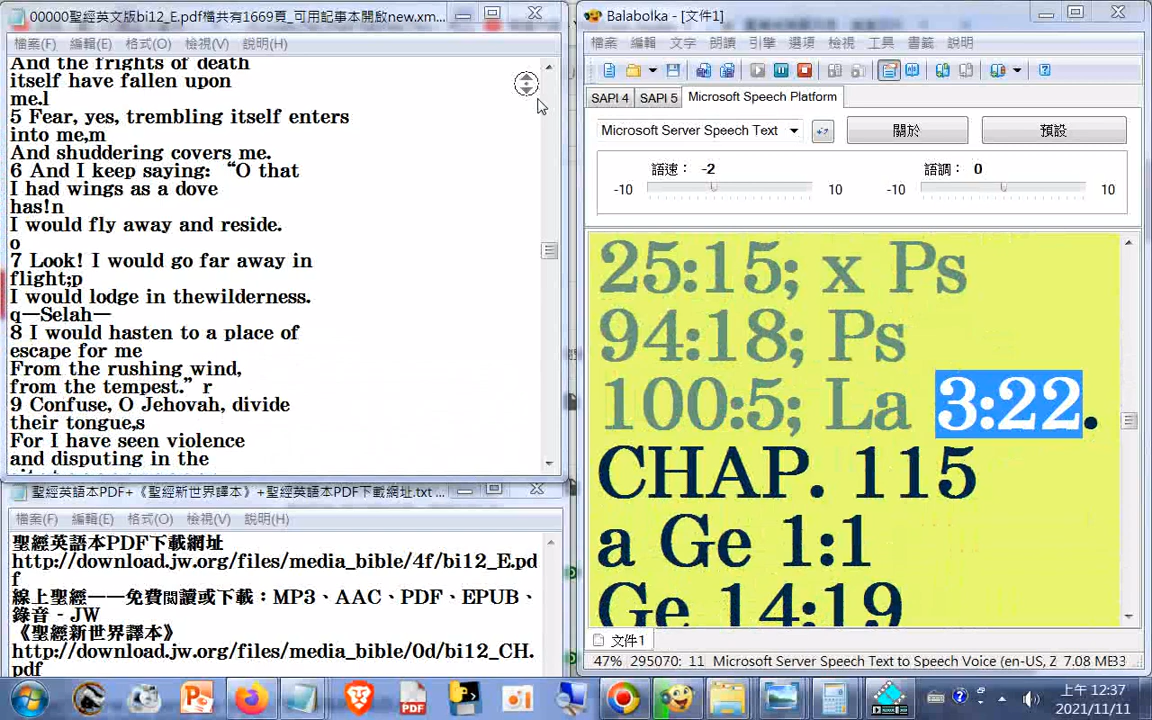 00000聖經英文版bi12_E.pdf檔共有1669頁_可用記事本開啟new.xm...
檔案(F) 編輯(E) 格式(O) 檢視(V) 說明(H)
And the frights of death
itself have fallen upon
me.l
5 Fear, yes, trembling itself enters
into me,m
And shuddering covers me.
6 And I keep saying: “O that
I had wings as a dove
has!n
I would fly away and reside.
o
7 Look! I would go far away in
flight;p
I would lodge in thewilderness.
q—Selah—
8 I would hasten to a place of
escape for me
From the rushing wind,
from the tempest.” r
9 Confuse, O Jehovah, divide
their tongue,s
For I have seen violence
and disputing in the
聖經英語本PDF+《聖經新世界譯本》+聖經英語本PDF下載網址.txt ...
檔案(F) 編輯(E) 格式(O) 檢視(V) 說明(H)
聖經英語本PDF下載網址
http://download.jw.org/files/media_bible/4f/bi12_E.pd
f
線上聖經——免費閱讀或下載：MP3、AAC、PDF、EPUB、
錄音 - JW
《聖經新世界譯本》
http://download.jw.org/files/media_bible/0d/bi12_CH.
pdf
Balabolka - [文件1]
檔案 編輯 文字 朗讀 引擎 選項 檢視 工具 書籤 說明
SAPI 4 SAPI 5 Microsoft Speech Platform
Microsoft Server Speech Text 關於 預設
語速： -2 語調： 0
-10 10 -10 10
25:15; x Ps
94:18; Ps
100:5; La 3:22.
CHAP. 115
a Ge 1:1
Ge 14:19
文件1
47% 295070: 11 Microsoft Server Speech Text to Speech Voice (en-US, Z 7.08 MB
PDF
上午 12:37
2021/11/11